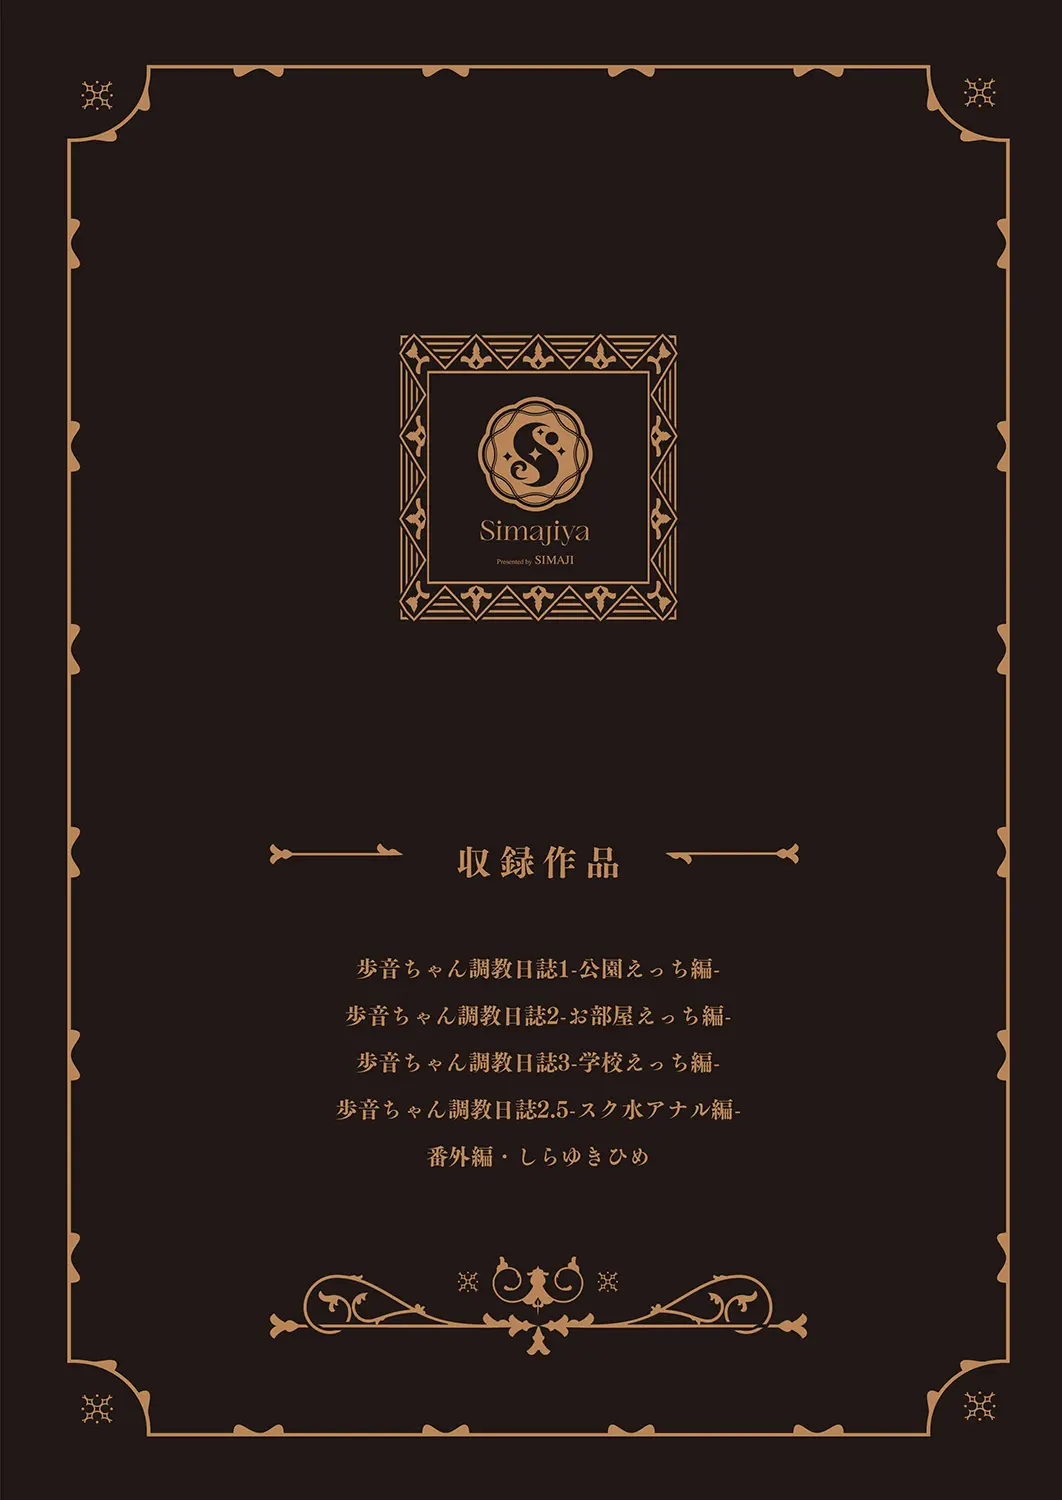 Simajiya
Presented by SIMAJI
収録作品
歩音ちゃん調教日誌1-公園えっち編-
歩音ちゃん調教日誌2-お部屋えっち編-
歩音ちゃん調教日誌3-学校えっち編-
歩音ちゃん調教日誌2.5-スク水アナル編-
番外編・しらゆきひめ